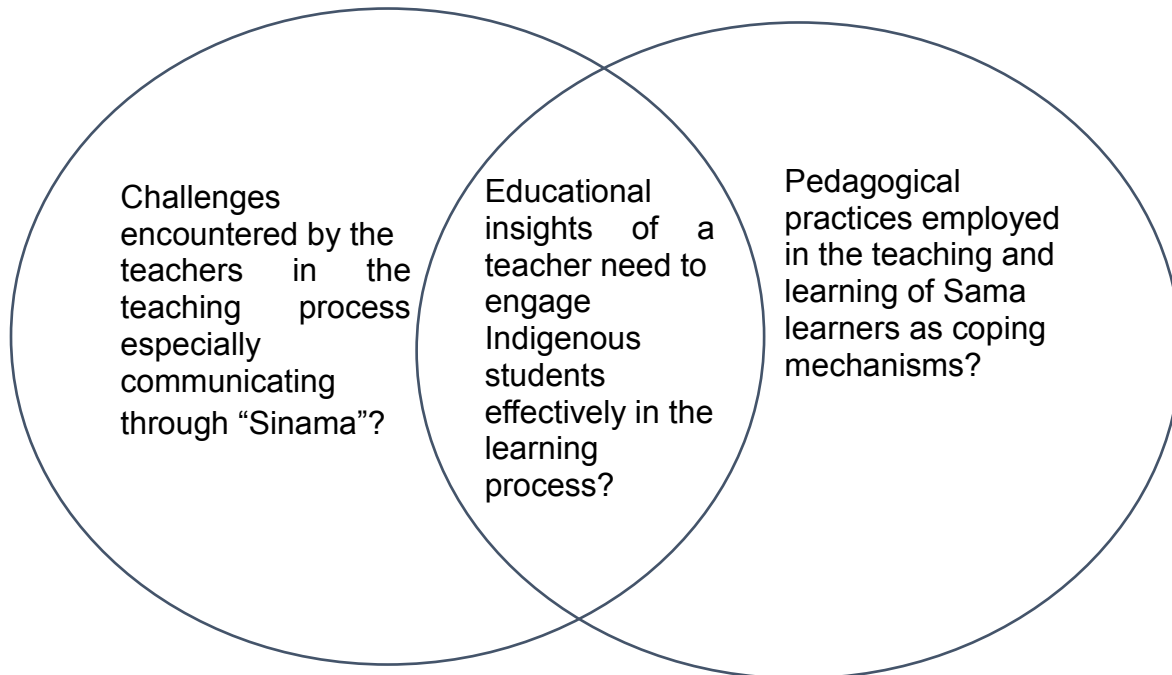 Challenges
encountered by the
teachers in the
teaching process
especially
communicating
through “Sinama”?
Educational
insights of a
teacher need to
engage
Indigenous
students
effectively in the
learning
process?
Pedagogical
practices employed
in the teaching and
learning of Sama
learners as coping
mechanisms?